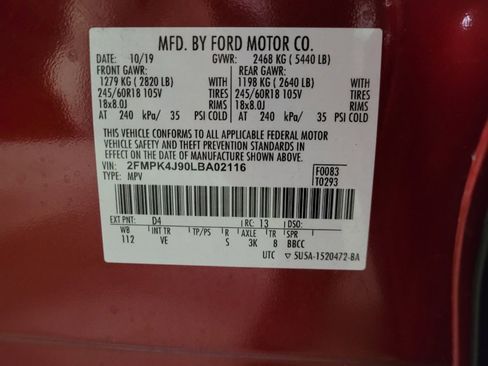 MFD. BY FORD MOTOR CO.
DATE: 10/19 GVWR: 2468 KG ( 5440 LB)
FRONT GAWR: REAR GAWR:
1279 KG ( 2820 LB) WITH 1198 KG ( 2640 LB) WITH
245/60R18 105V TIRES 245/60R18 105V TIRES
18x8.0J RIMS 18x8.0J RIMS
AT 240 kPa/ 35 PSI COLD AT 240 kPa/ 35 PSI COLD
THIS VEHICLE CONFORMS TO ALL APPLICABLE FEDERAL MOTOR
VEHICLE SAFETY AND THEFT PREVENTION STANDARDS IN
EFFECT ON THE DATE OF MANUFACTURE SHOWN ABOVE.
VIN: 2FMPK4J90LBA02116 F0083
TYPE: MPV T0293
EXT PNT: D4 RC: 13 DSO:
WB INT TR TP/PS R AXLE TR SPR
112 VE S 3K 8 BBCC
UTC ▽ 5U5A-1520472-BA